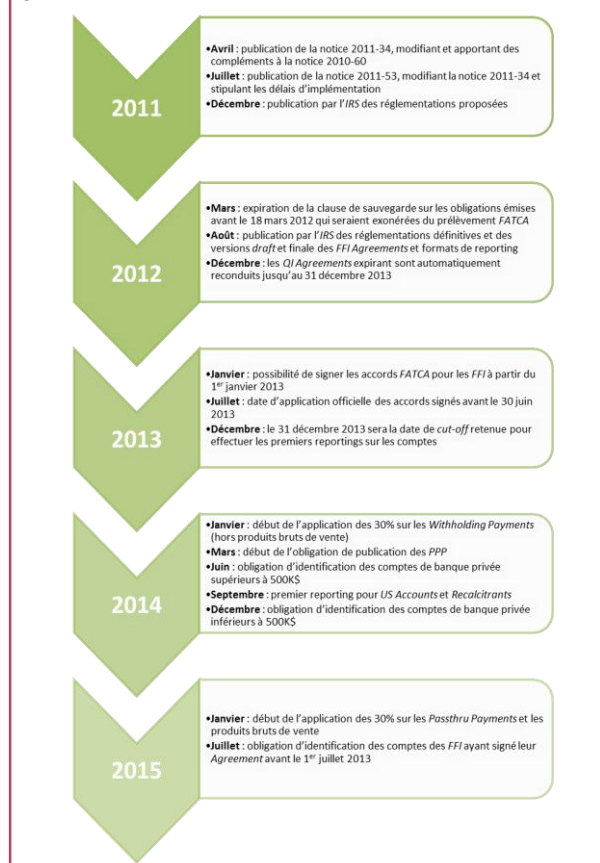 2011
•Avril : publication de la notice 2011-34, modifiant et apportant des
compléments à la notice 2010-60
•Juillet : publication de la notice 2011-53, modifiant la notice 2011-34 et
stipulant les délais d'implémentation
•Décembre : publication par l'IRS des réglementations proposées
2012
•Mars : expiration de la clause de sauvegarde sur les obligations émises
avant le 18 mars 2012 qui seraient exonérées du prélèvement FATCA
•Août : publication par l'IRS des réglementations définitives et des
versions draft et finale des FFI Agreements et formats de reporting
•Décembre : les QI Agreements expirant sont automatiquement
reconduits jusqu'au 31 décembre 2013
2013
•Janvier : possibilité de signer les accords FATCA pour les FFI à partir du
1er janvier 2013
•Juillet : date d'application officielle des accords signés avant le 30 juin
2013
•Décembre : le 31 décembre 2013 sera la date de cut-off retenue pour
effectuer les premiers reportings sur les comptes
2014
•Janvier : début de l'application des 30% sur les Withholding Payments
(hors produits bruts de vente)
•Mars : début de l'obligation de publication des PPP
•Juin : obligation d'identification des comptes de banque privée
supérieurs à 500K$
•Septembre : premier reporting pour US Accounts et Recalcitrants
•Décembre : obligation d'identification des comptes de banque privée
inférieurs à 500K$
2015
•Janvier : début de l'application des 30% sur les Passthru Payments et les
produits bruts de vente
•Juillet : obligation d'identification des comptes des FFI ayant signé leur
Agreement avant le 1er juillet 2013